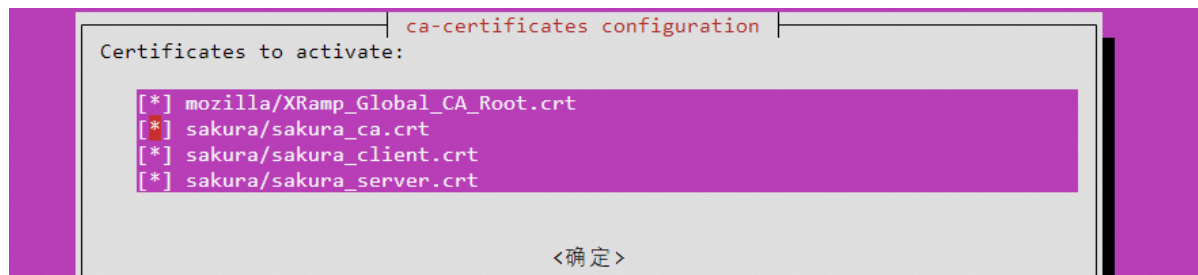 ca-certificates configuration
Certificates to activate:
[*] mozilla/XRamp_Global_CA_Root.crt
[*] sakura/sakura_ca.crt
[*] sakura/sakura_client.crt
[*] sakura/sakura_server.crt
<确定>